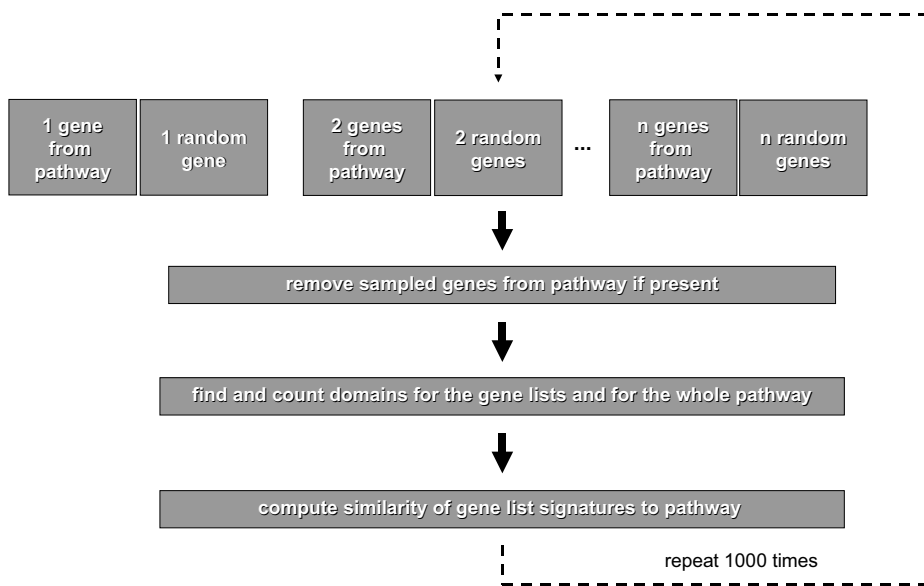 1 gene
from
pathway
1 random
gene
2 genes
from
pathway
2 random
genes
...
n genes
from
pathway
n random
genes
remove sampled genes from pathway if present
find and count domains for the gene lists and for the whole pathway
compute similarity of gene list signatures to pathway
repeat 1000 times